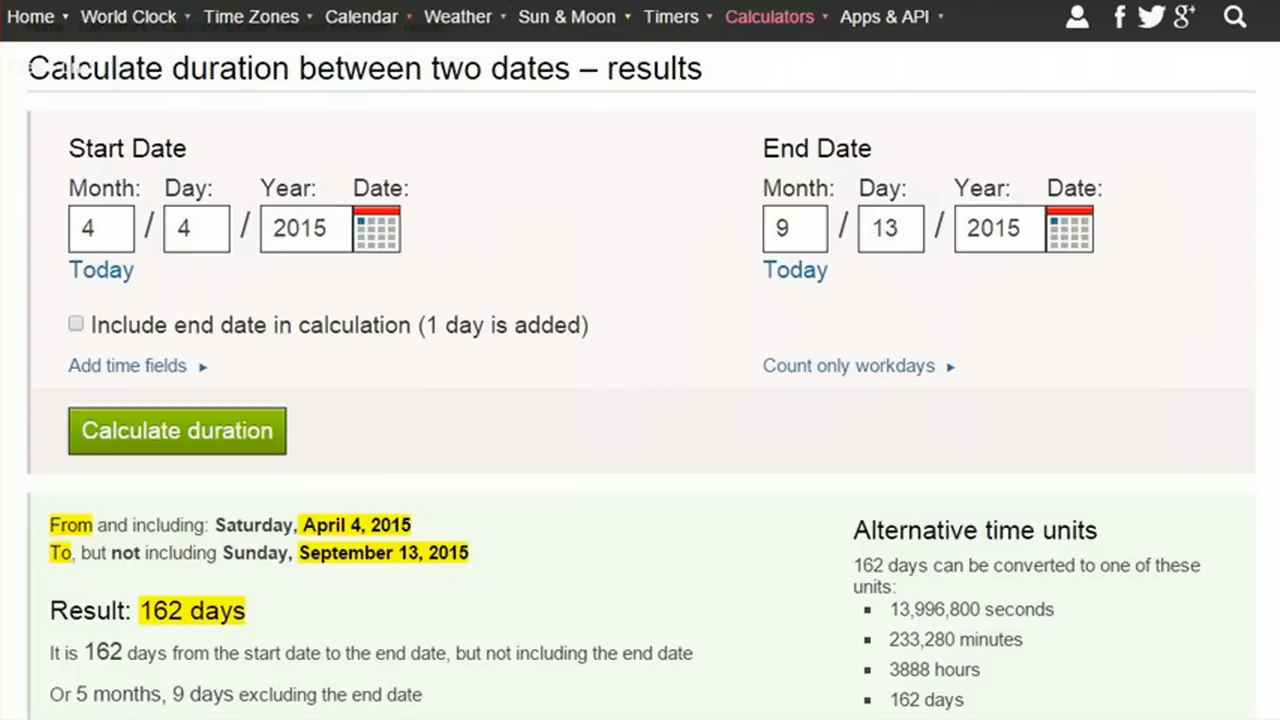 Home World Clock Time Zones Calendar Weather Sun & Moon Timers Calculators Apps & API
Calculate duration between two dates – results
Start Date
Month: Day: Year: Date:
4 / 4 / 2015
Today
End Date
Month: Day: Year: Date:
9 / 13 / 2015
Today
Include end date in calculation (1 day is added)
Add time fields
Count only workdays
Calculate duration
From and including: Saturday, April 4, 2015
To, but not including Sunday, September 13, 2015
Result: 162 days
It is 162 days from the start date to the end date, but not including the end date
Or 5 months, 9 days excluding the end date
Alternative time units
162 days can be converted to one of these
units:
13,996,800 seconds
233,280 minutes
3888 hours
162 days